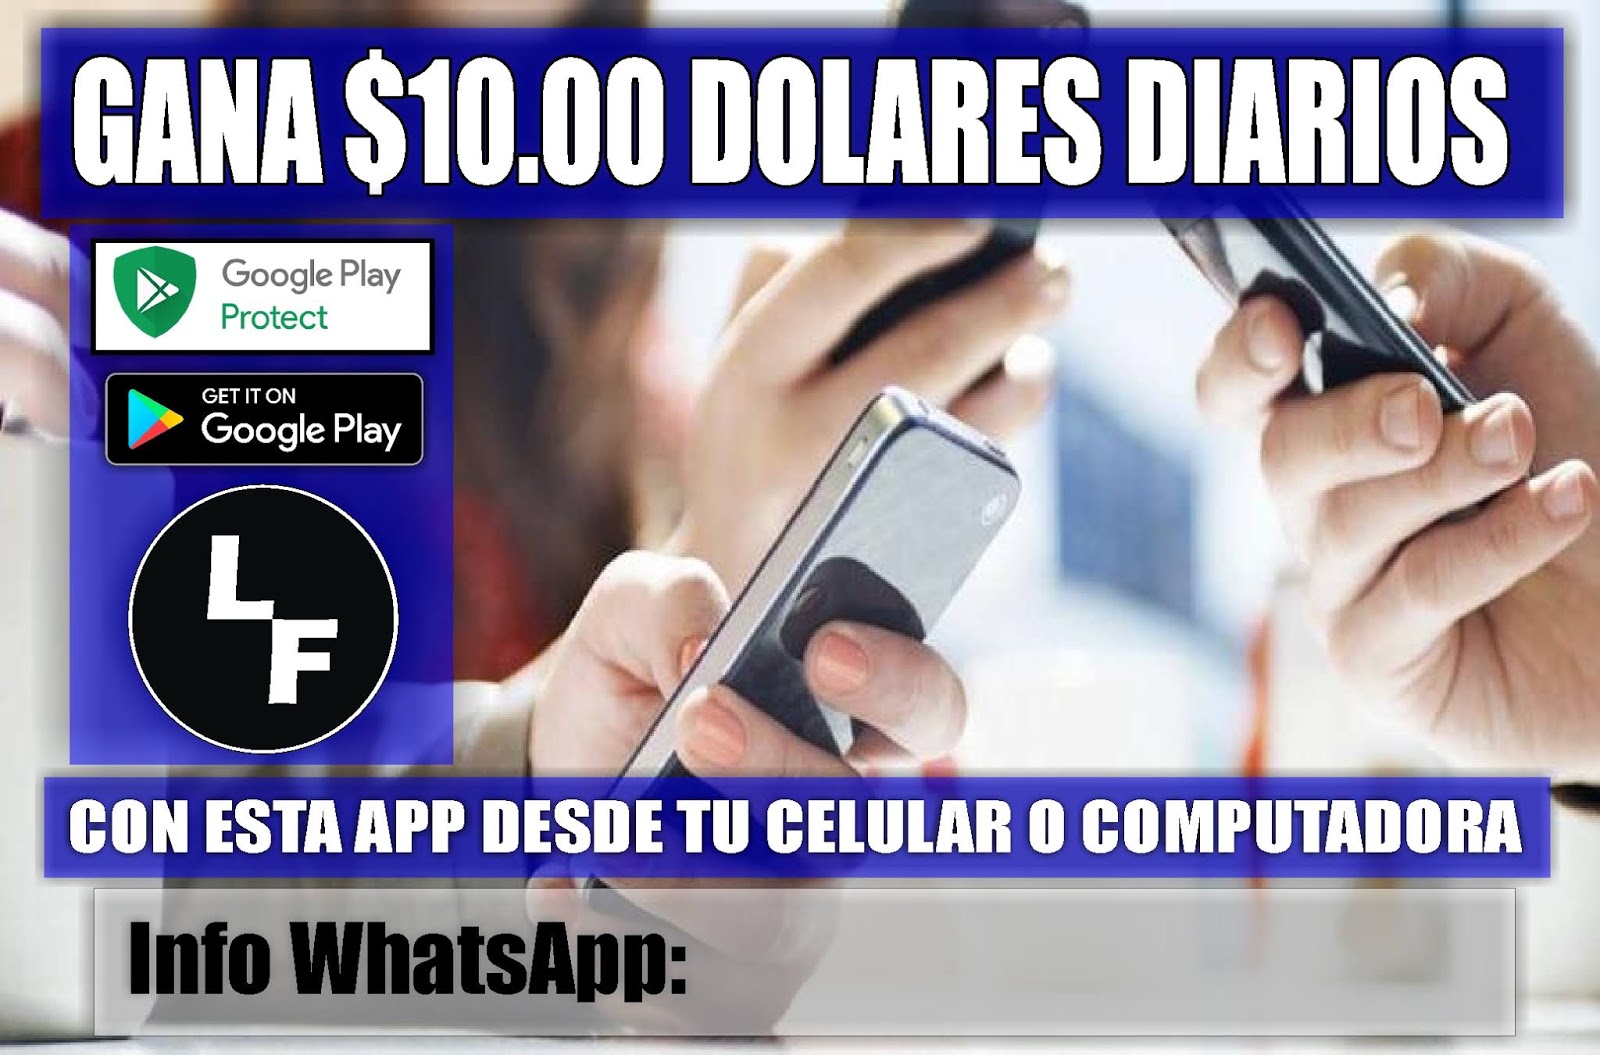 GANA $10.00 DOLARES DIARIOS
Google Play
Protect
GET IT ON
Google Play
L
F
CON ESTA APP DESDE TU CELULAR O COMPUTADORA
Info WhatsApp: